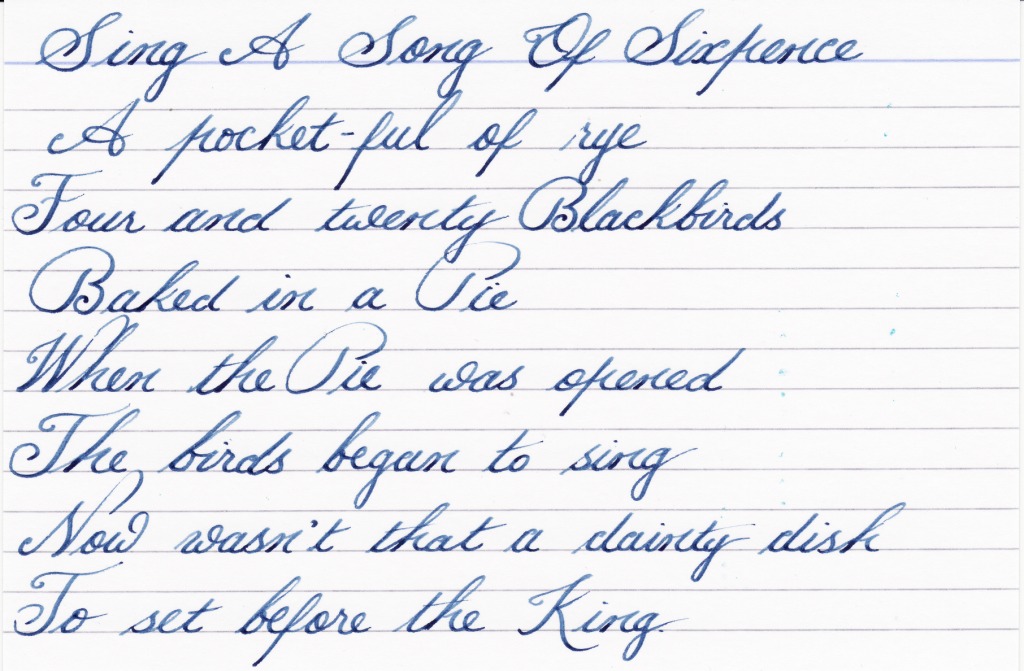 Sing A Song Of Sixpence
A pocket-ful of rye
Four and twenty Blackbirds
Baked in a Pie
When the Pie was opened
The birds began to sing
Now wasn't that a dainty dish
To set before the King.